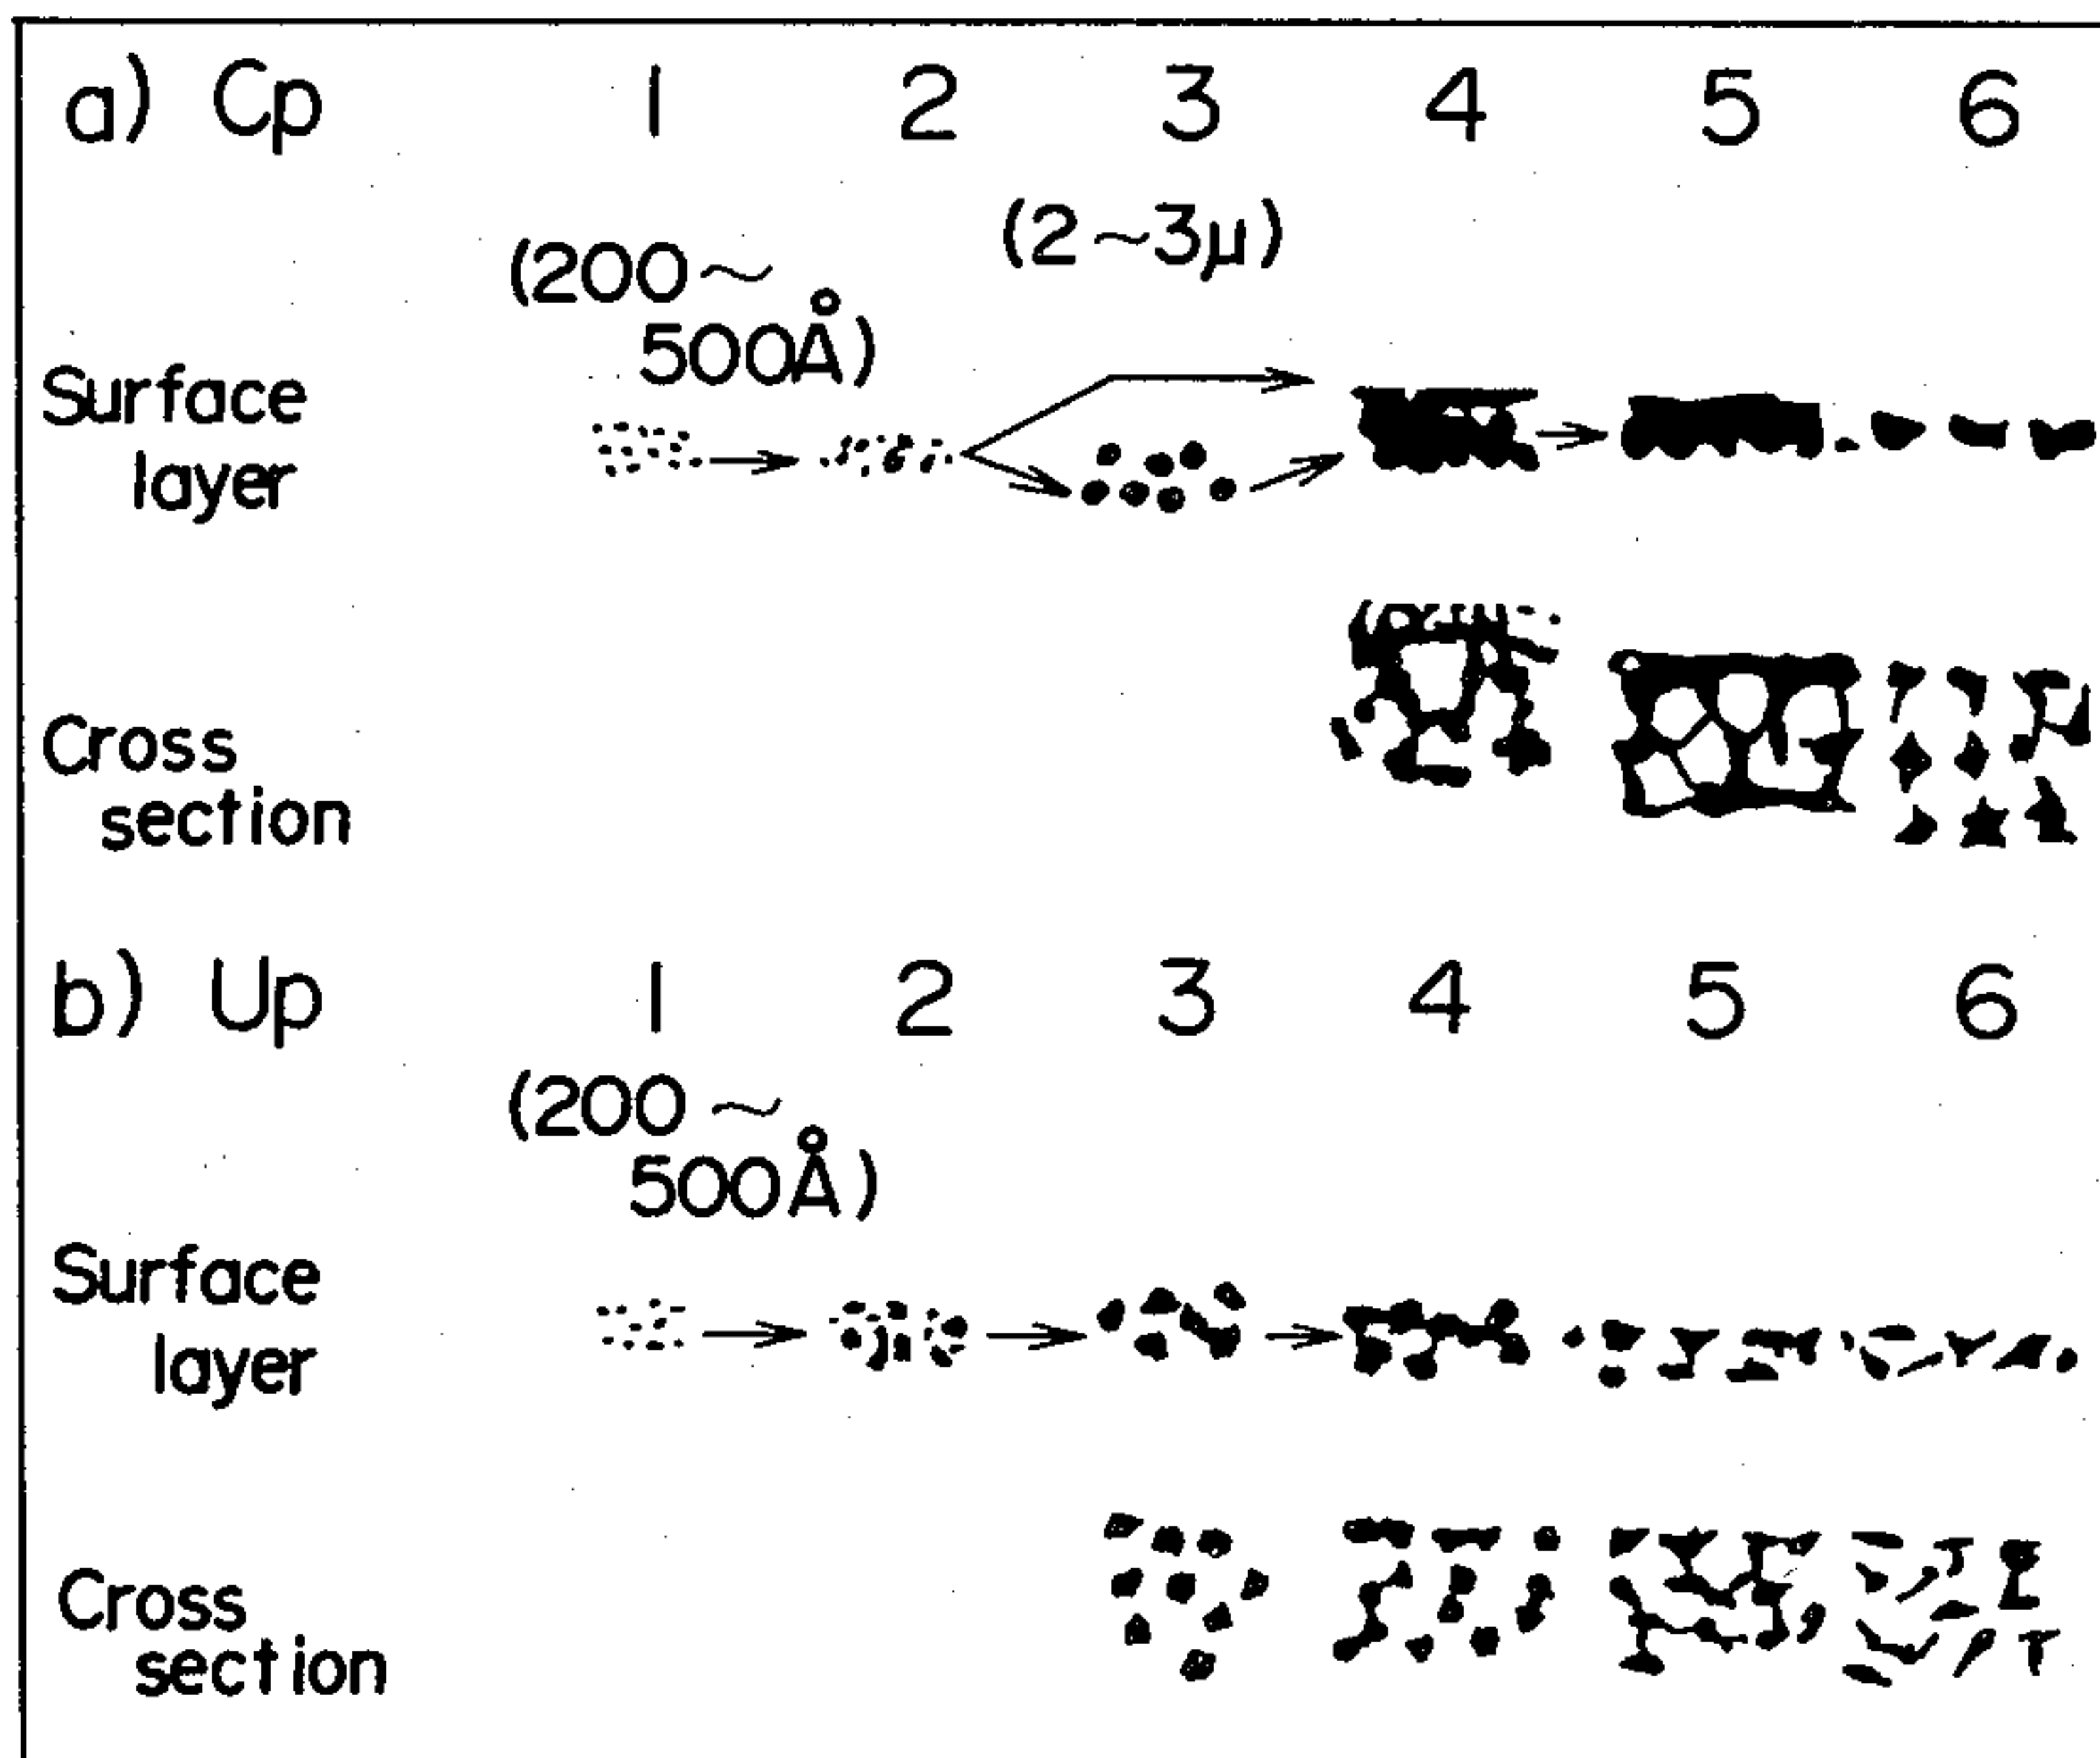 a) Cp 1 2 3 4 5 6
(2~3μ)
(200~
500Å)
Surface
layer
Cross
section
b) Up 1 2 3 4 5 6
(200~
500Å)
Surface
layer
Cross
section